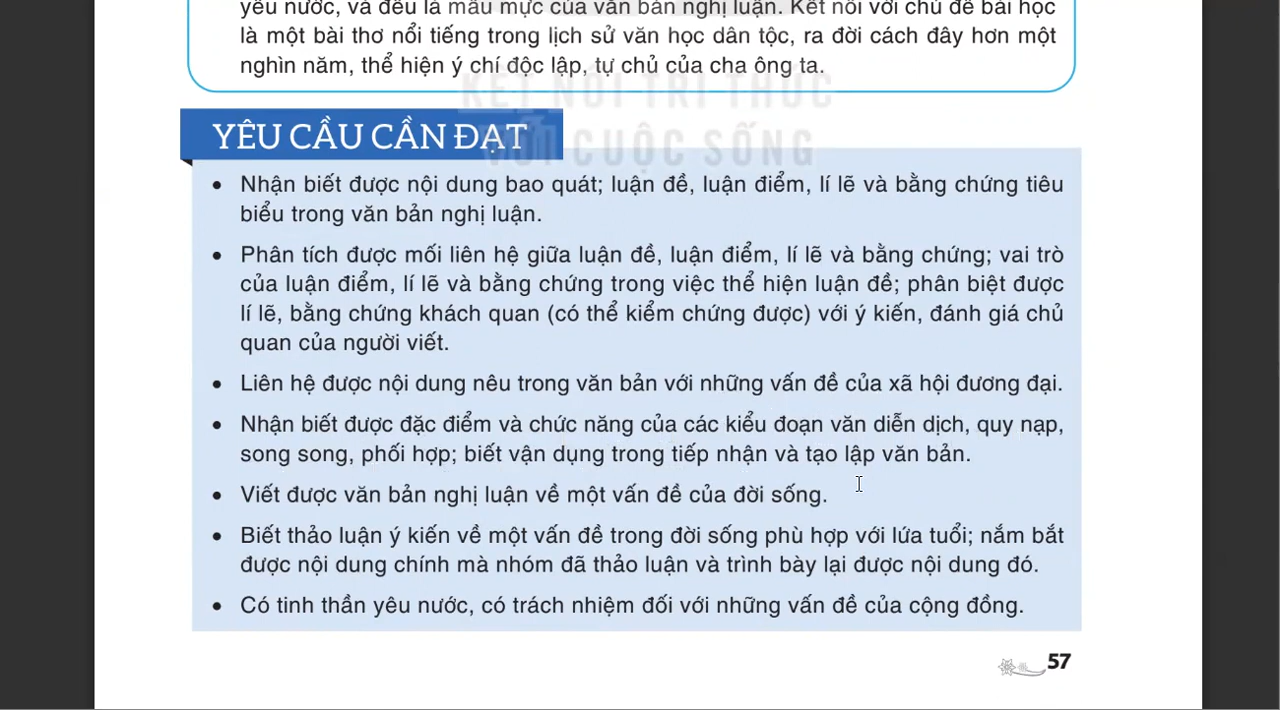 yêu nước, và đều là mẫu mực của văn bản nghị luận. Kết nối với chủ đề bài học
là một bài thơ nổi tiếng trong lịch sử văn học dân tộc, ra đời cách đây hơn một
nghìn năm, thể hiện ý chí độc lập, tự chủ của cha ông ta.
KẾT NỐI TRI THỨC
VỚI CUỘC SỐNG
YÊU CẦU CẦN ĐẠT
• Nhận biết được nội dung bao quát; luận đề, luận điểm, lí lẽ và bằng chứng tiêu
biểu trong văn bản nghị luận.
• Phân tích được mối liên hệ giữa luận đề, luận điểm, lí lẽ và bằng chứng; vai trò
của luận điểm, lí lẽ và bằng chứng trong việc thể hiện luận đề; phân biệt được
lí lẽ, bằng chứng khách quan (có thể kiểm chứng được) với ý kiến, đánh giá chủ
quan của người viết.
• Liên hệ được nội dung nêu trong văn bản với những vấn đề của xã hội đương đại.
• Nhận biết được đặc điểm và chức năng của các kiểu đoạn văn diễn dịch, quy nạp,
song song, phối hợp; biết vận dụng trong tiếp nhận và tạo lập văn bản.
• Viết được văn bản nghị luận về một vấn đề của đời sống.
• Biết thảo luận ý kiến về một vấn đề trong đời sống phù hợp với lứa tuổi; nắm bắt
được nội dung chính mà nhóm đã thảo luận và trình bày lại được nội dung đó.
• Có tinh thần yêu nước, có trách nhiệm đối với những vấn đề của cộng đồng.
57